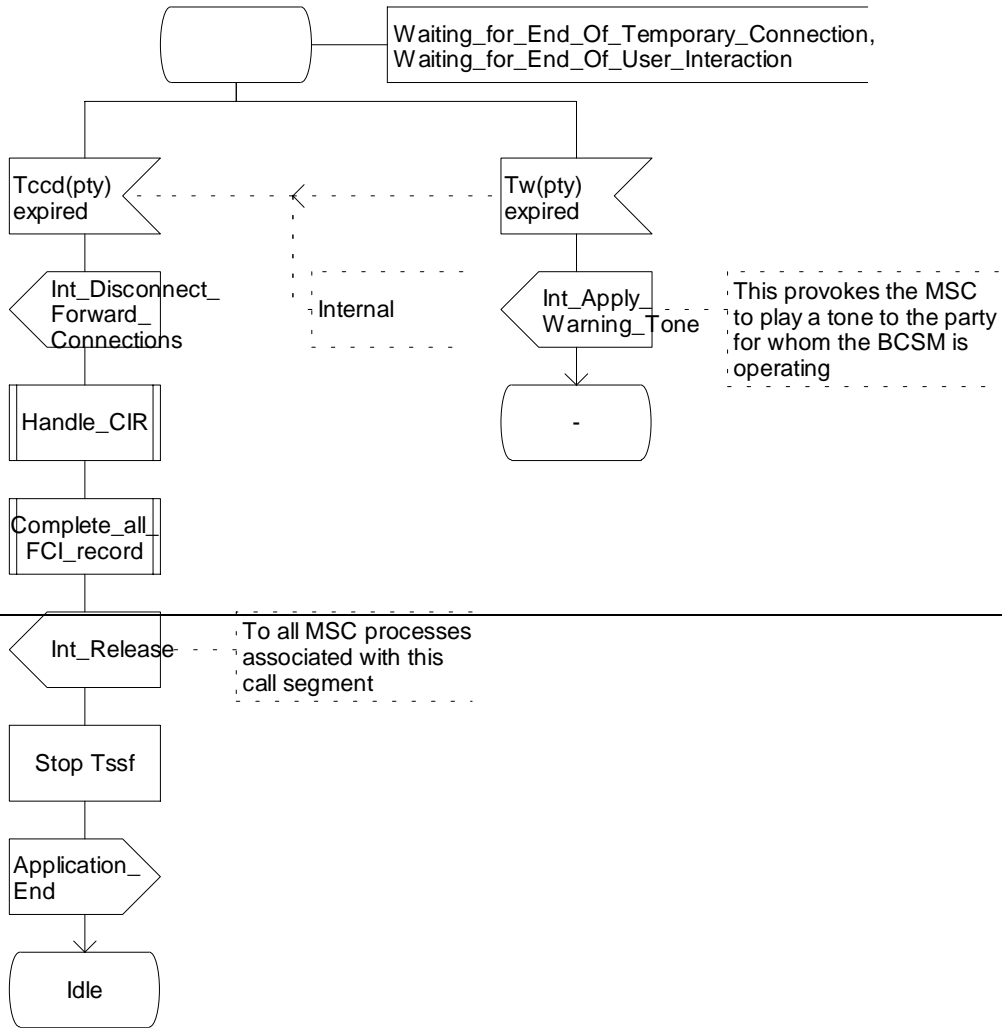 Waiting_for_End_Of_Temporary_Connection,
Waiting_for_End_Of_User_Interaction
Tccd(pty)
expired
Tw(pty)
expired
Int_Disconnect_
Forward_
Connections
Internal
Int_Apply_
Warning_Tone
This provokes the MSC
to play a tone to the party
for whom the BCSM is
operating
Handle_CIR
-
Complete_all_
FCI_record
Int_Release
To all MSC processes
associated with this
call segment
Stop Tssf
Application_
End
Idle